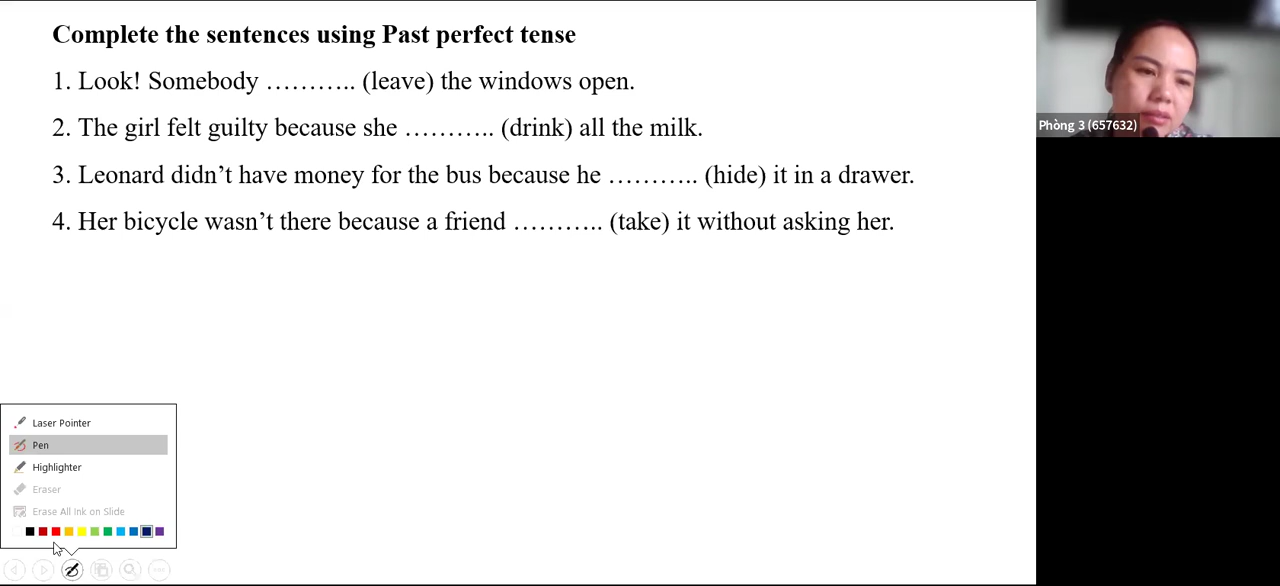 Complete the sentences using Past perfect tense
1. Look! Somebody ……….. (leave) the windows open.
2. The girl felt guilty because she ……….. (drink) all the milk.
3. Leonard didn’t have money for the bus because he ……….. (hide) it in a drawer.
4. Her bicycle wasn’t there because a friend ……….. (take) it without asking her.
Phòng 3 (657632)
Laser Pointer
Pen
Highlighter
Eraser
Erase All Ink on Slide